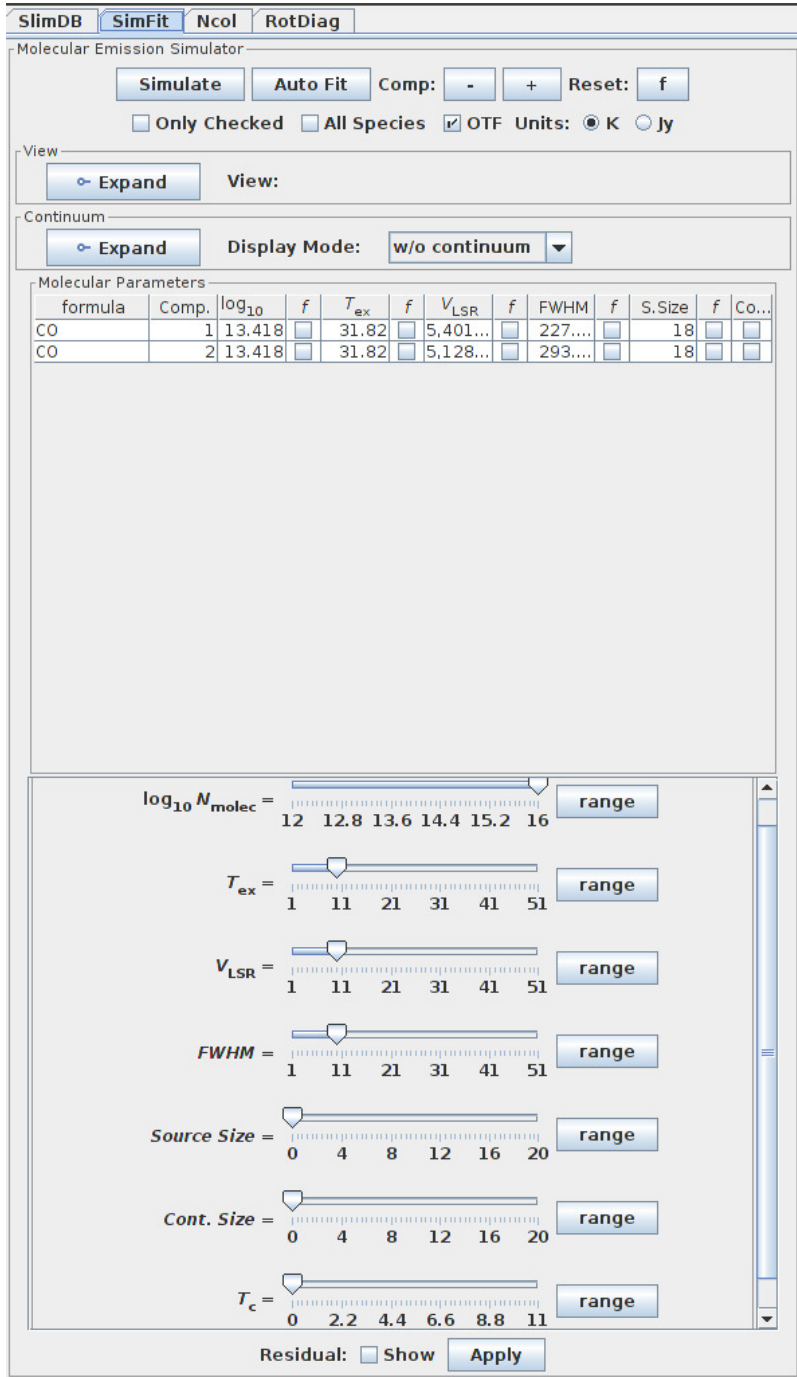 SlimDB SimFit Ncol RotDiag
Molecular Emission Simulator
Simulate Auto Fit Comp: - + Reset: f
Only Checked All Species OTF Units: K Jy
View
Expand View:
Continuum
Expand Display Mode: w/o continuum
Molecular Parameters
formula Comp. log10 f Tex f VLSR f FWHM f S.Size f Co...
CO 1 13.418 31.82 5,401... 227.... 18
CO 2 13.418 31.82 5,128... 293.... 18
log10 Nmolec = range
12 12.8 13.6 14.4 15.2 16
Tex = range
1 11 21 31 41 51
VLSR = range
1 11 21 31 41 51
FWHM = range
1 11 21 31 41 51
Source Size = range
0 4 8 12 16 20
Cont. Size = range
0 4 8 12 16 20
Tc = range
0 2.2 4.4 6.6 8.8 11
Residual: Show Apply